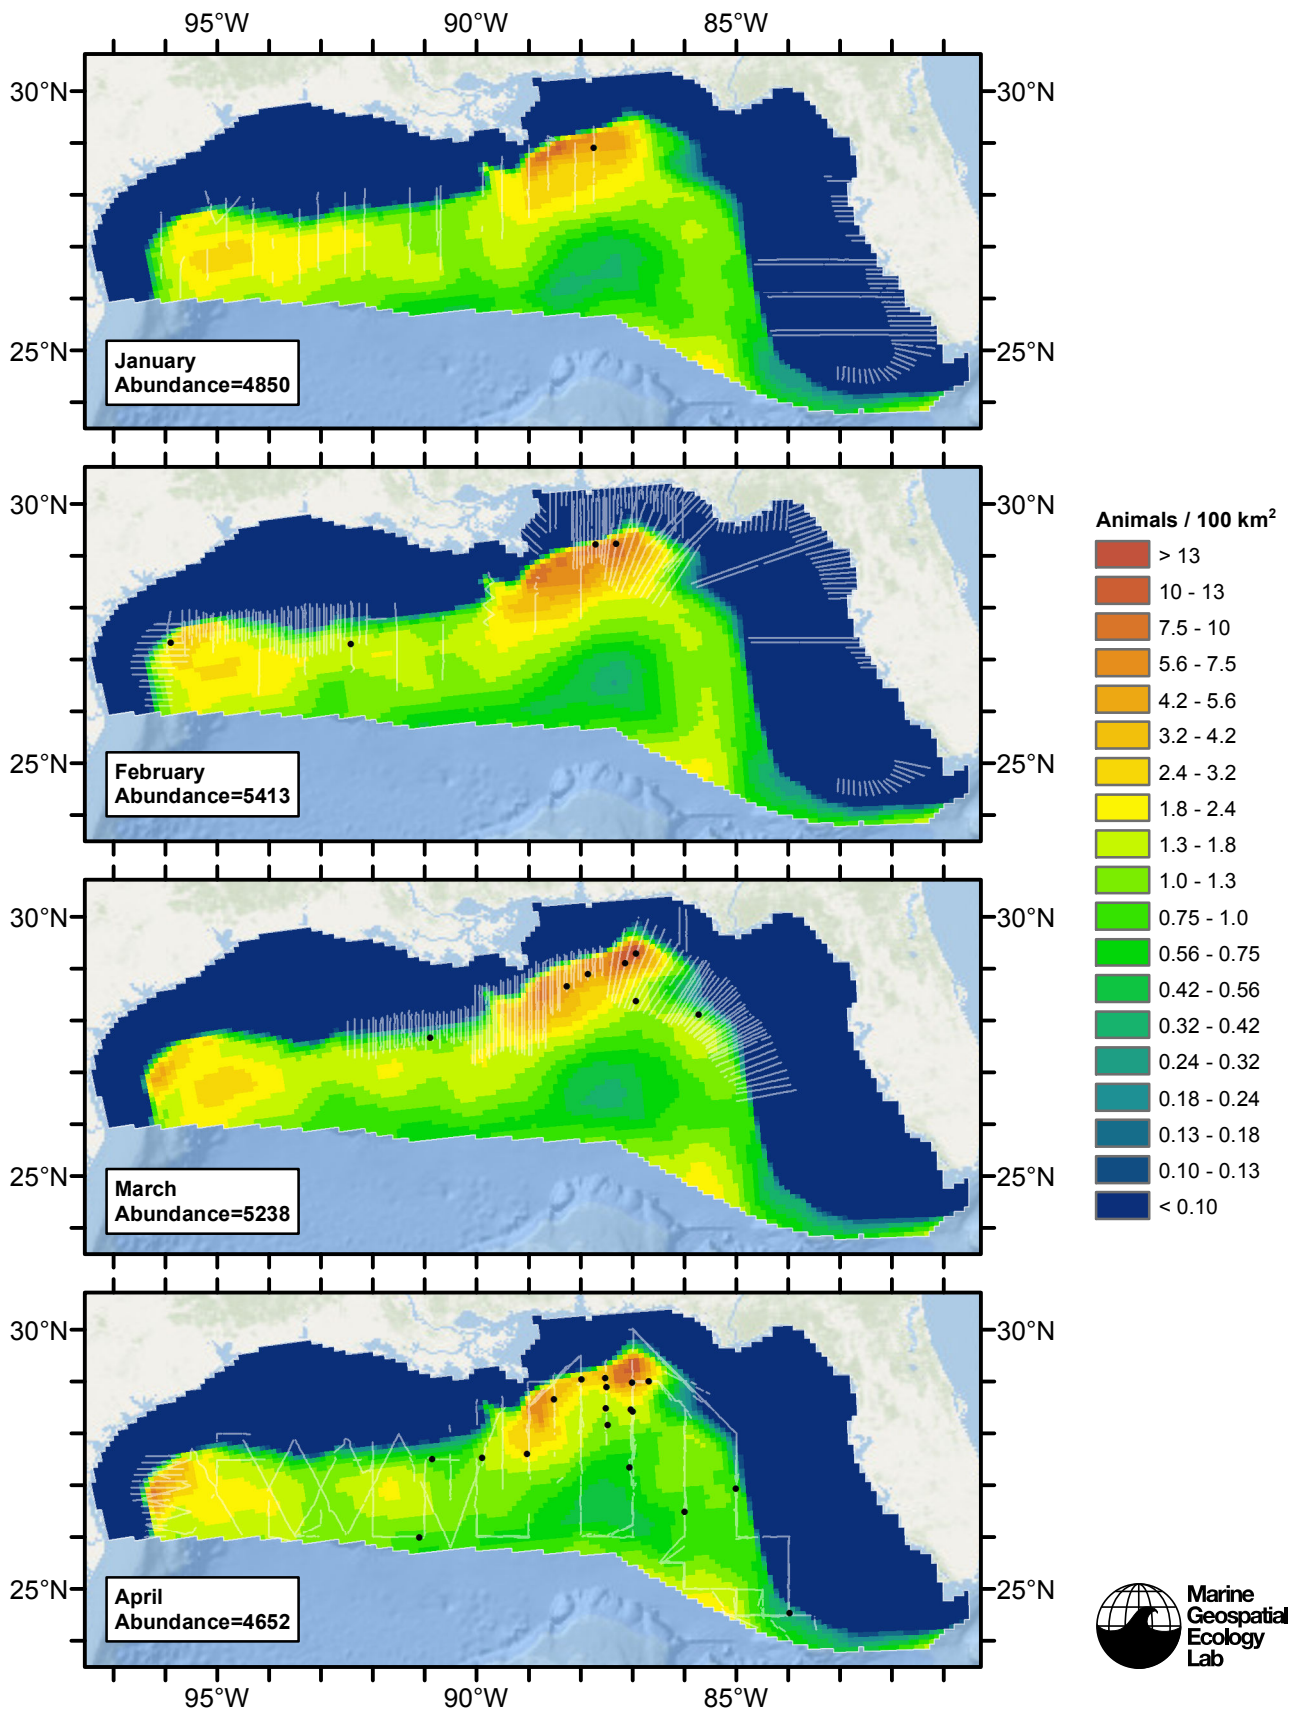 95°W 90°W 85°W
30°N 30°N
25°N 25°N
January
Abundance=4850
30°N 30°N
25°N 25°N
February
Abundance=5413
30°N 30°N
25°N 25°N
March
Abundance=5238
30°N 30°N
25°N 25°N
April
Abundance=4652
95°W 90°W 85°W
Animals / 100 km²
> 13
10 - 13
7.5 - 10
5.6 - 7.5
4.2 - 5.6
3.2 - 4.2
2.4 - 3.2
1.8 - 2.4
1.3 - 1.8
1.0 - 1.3
0.75 - 1.0
0.56 - 0.75
0.42 - 0.56
0.32 - 0.42
0.24 - 0.32
0.18 - 0.24
0.13 - 0.18
0.10 - 0.13
< 0.10
Marine
Geospatial
Ecology
Lab